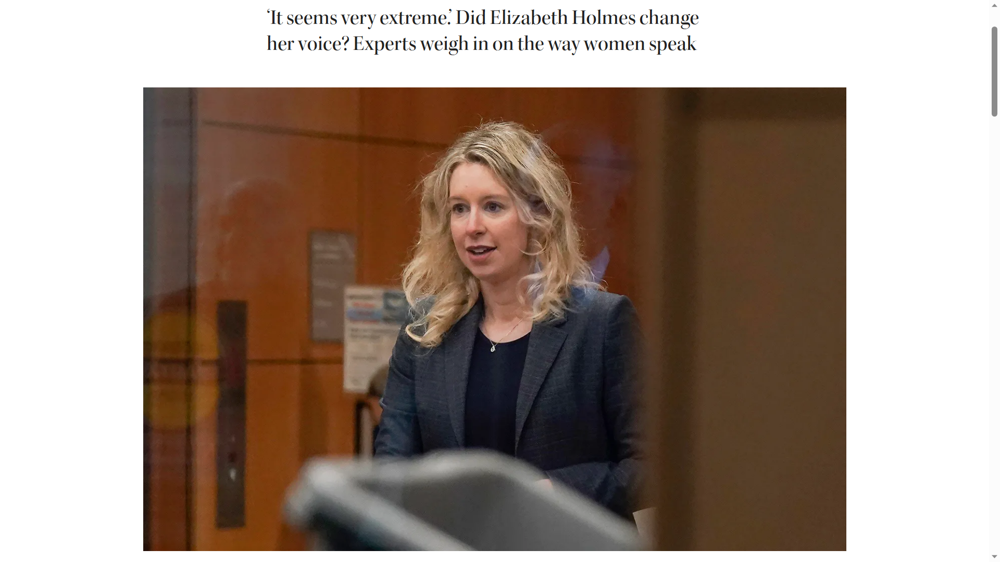 ‘It seems very extreme.’ Did Elizabeth Holmes change
her voice? Experts weigh in on the way women speak